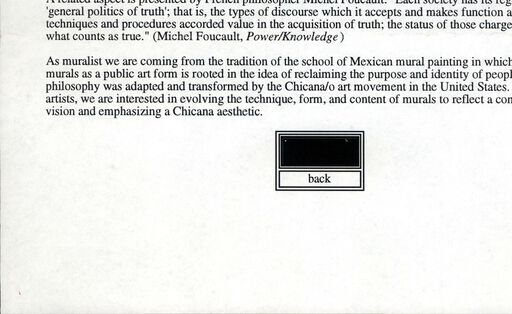 A related aspect is presented by French philosopher Michel Foucault: "Each society has its reg
'general politics of truth'; that is, the types of discourse which it accepts and makes function a
techniques and procedures accorded value in the acquisition of truth; the status of those charge
what counts as true." (Michel Foucault, Power/Knowledge)
As muralist we are coming from the tradition of the school of Mexican mural painting in which
murals as a public art form is rooted in the idea of reclaiming the purpose and identity of peopl
philosophy was adapted and transformed by the Chicana/o art movement in the United States.
artists, we are interested in evolving the technique, form, and content of murals to reflect a con
vision and emphasizing a Chicana aesthetic.
back